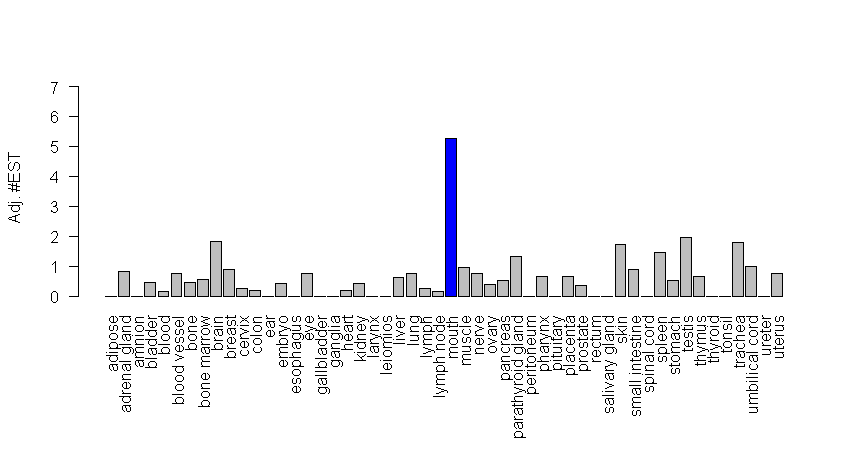 7
6
5
4
3
2
1
0
Adj. #EST
adipose
adrenal gland
amnion
bladder
blood
blood vessel
bone
bone marrow
brain
breast
cervix
colon
ear
embryo
esophagus
eye
gallbladder
ganglia
heart
kidney
larynx
leiomios
liver
lung
lymph
lymph node
mouth
muscle
nerve
ovary
pancreas
parathyroid gland
peritoneum
pharynx
pituitary
placenta
prostate
rectum
salivary gland
skin
small intestine
spinal cord
spleen
stomach
testis
thymus
thyroid
tonsil
trachea
umbilical cord
ureter
uterus